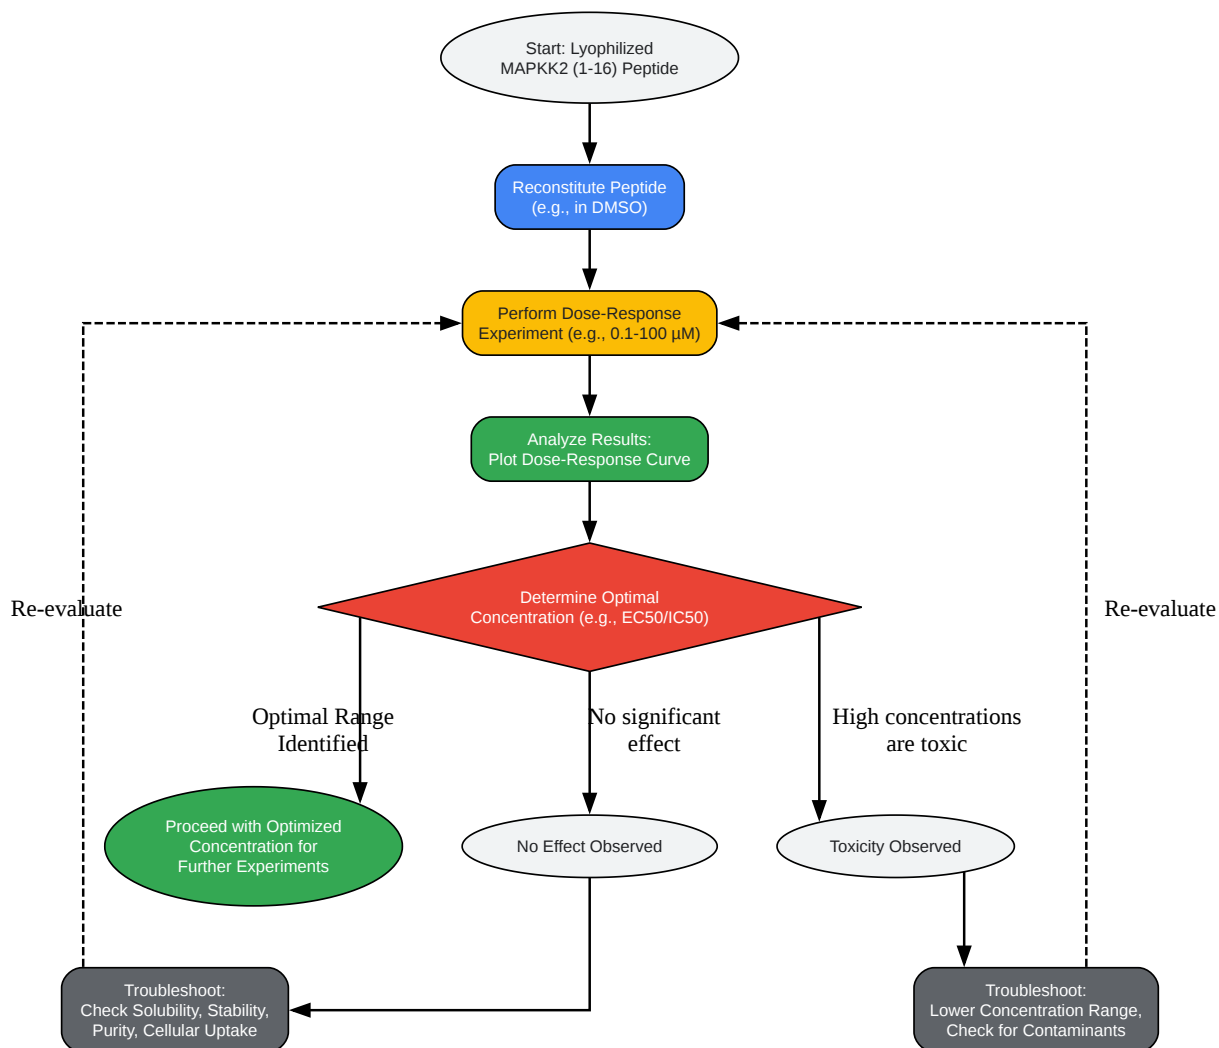 Start: Lyophilized
MAPKK2 (1-16) Peptide
Reconstitute Peptide
(e.g., in DMSO)
Perform Dose-Response
Experiment (e.g., 0.1-100 µM)
Analyze Results:
Plot Dose-Response Curve
Determine Optimal
Concentration (e.g., EC50/IC50)
Re-evaluate
Re-evaluate
Optimal Range
Identified
No significant
effect
High concentrations
are toxic
Proceed with Optimized
Concentration for
Further Experiments
No Effect Observed
Toxicity Observed
Troubleshoot:
Check Solubility, Stability,
Purity, Cellular Uptake
Troubleshoot:
Lower Concentration Range,
Check for Contaminants